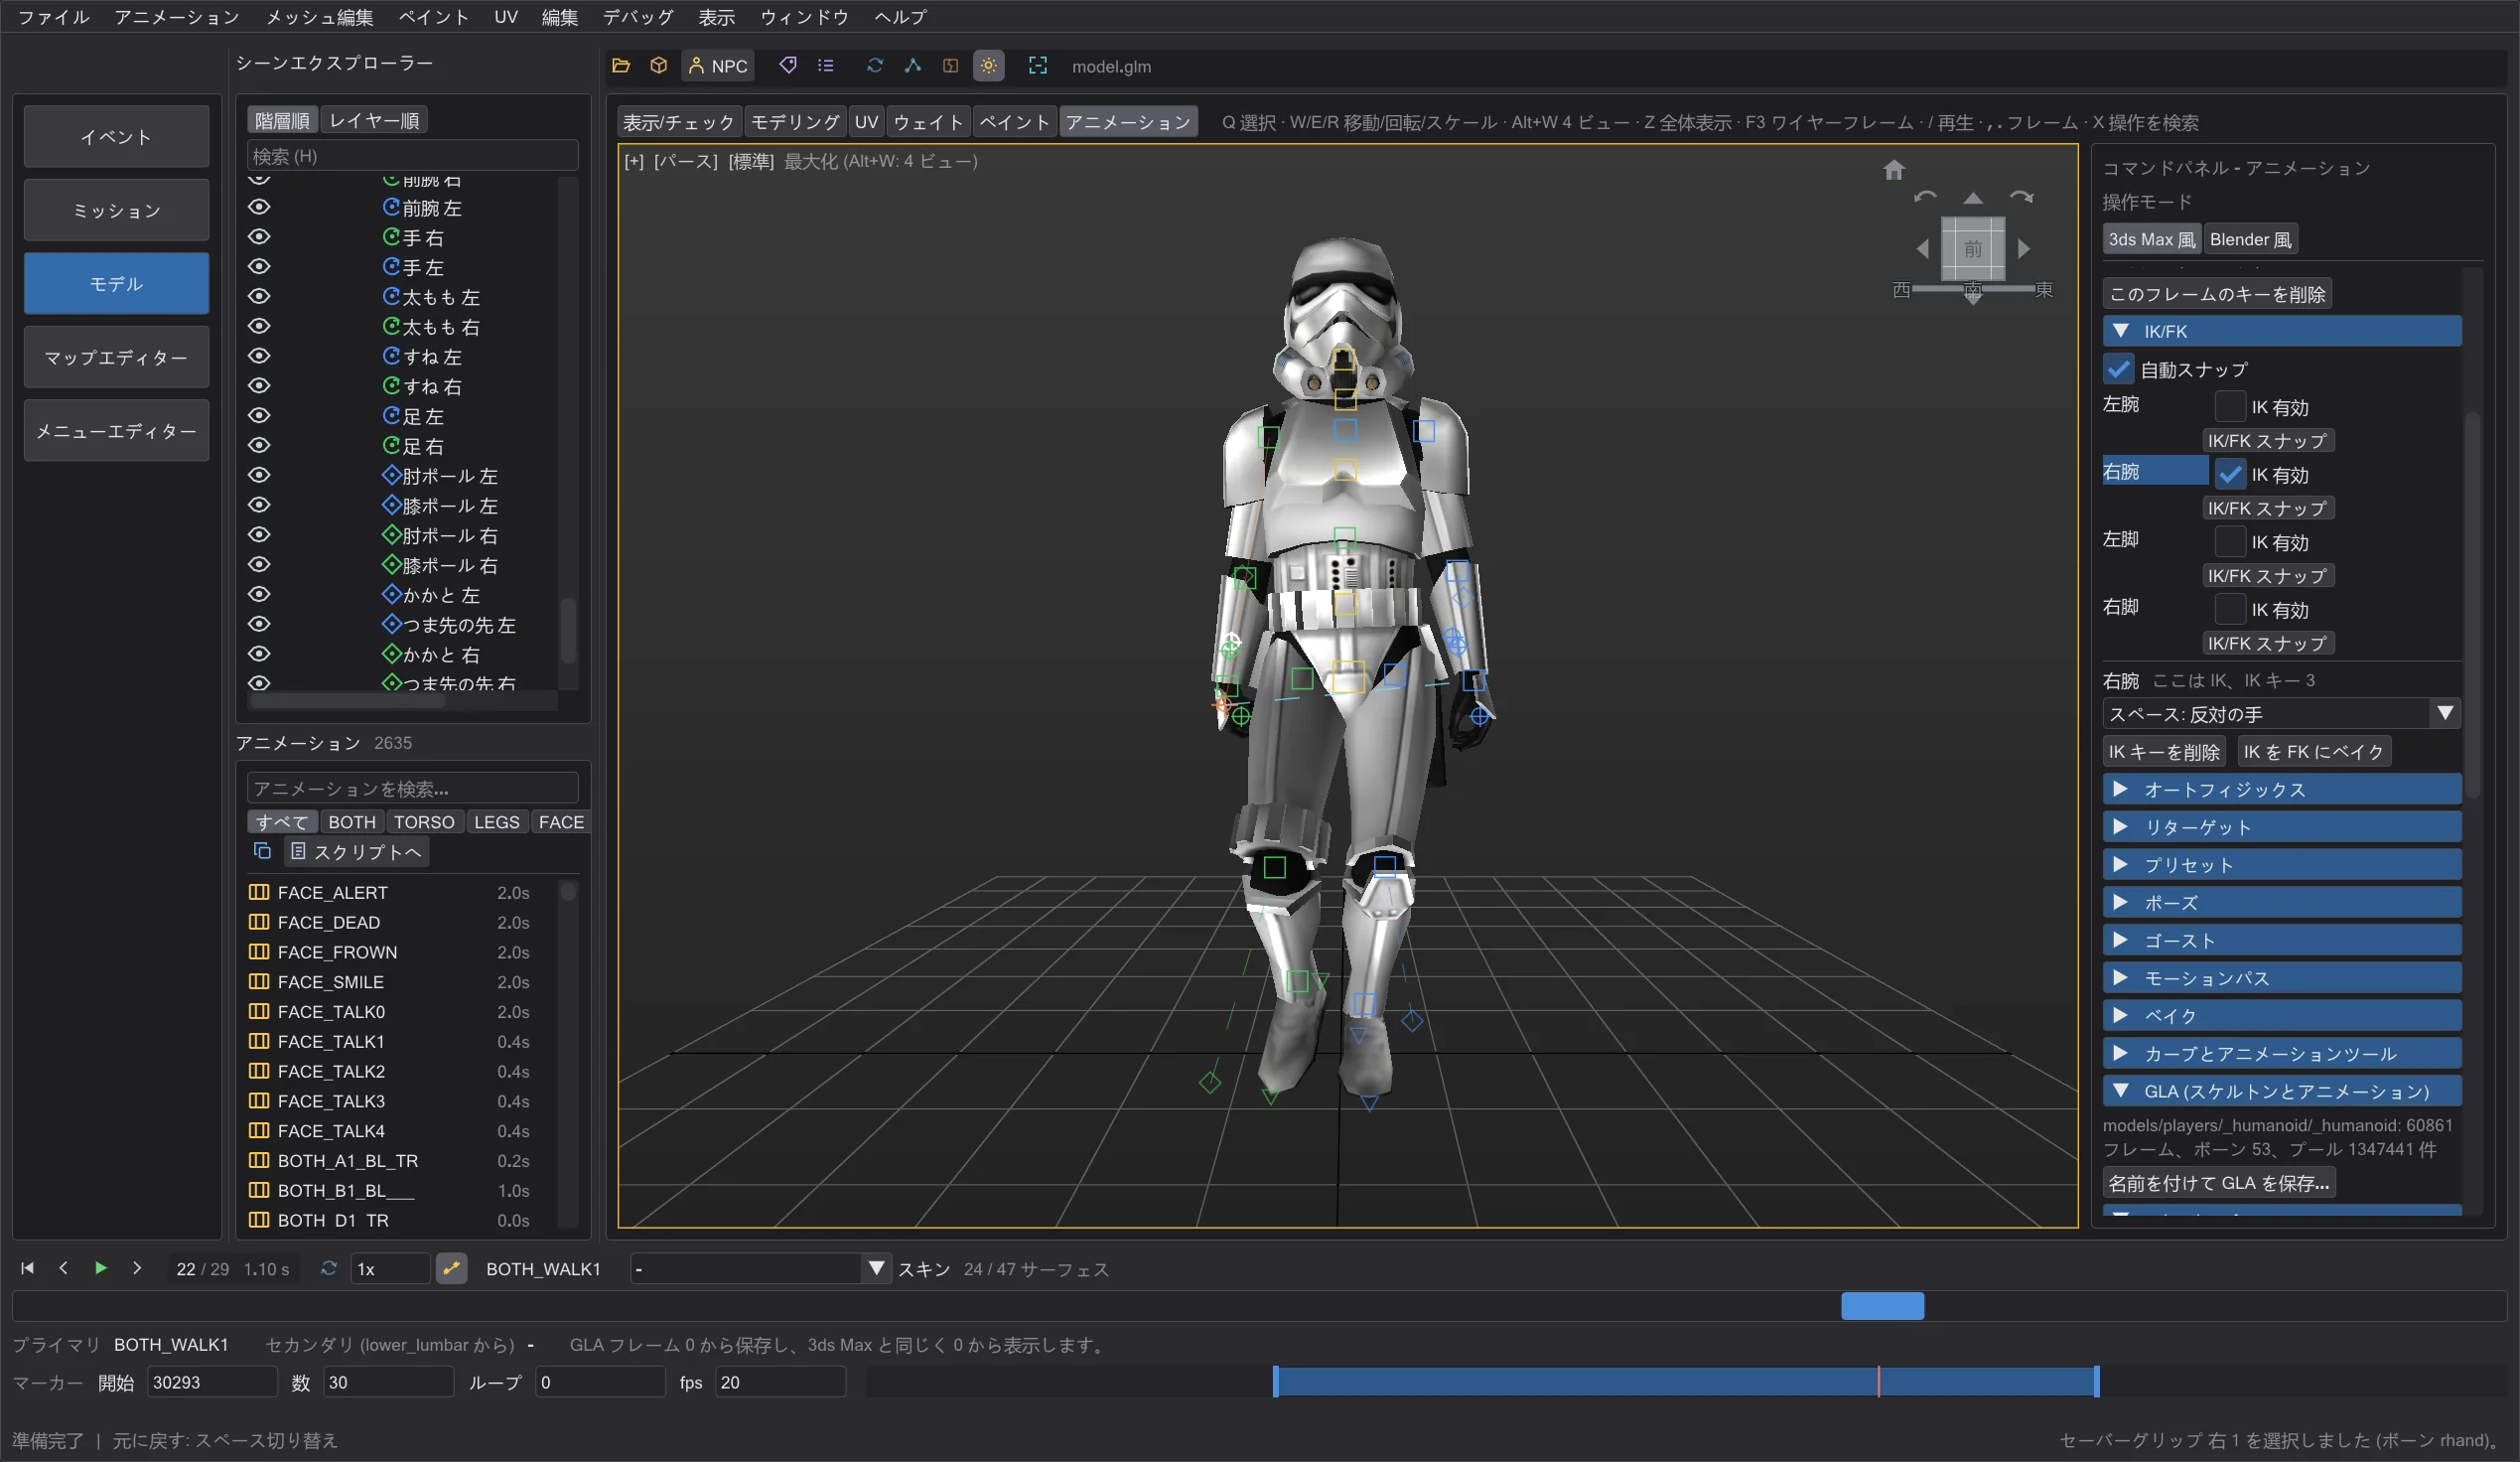 ファイル アニメーション メッシュ編集 ペイント UV 編集 デバッグ 表示 ウィンドウ ヘルプ
シーンエクスプローラー
NPC model.glm
イベント
ミッション
モデル
マップエディター
メニューエディター
階層順 レイヤー順
検索 (H)
前腕 右
前腕 左
手 右
手 左
太もも 左
太もも 右
すね 左
すね 右
足 左
足 右
肘ポール 左
膝ポール 左
肘ポール 右
膝ポール 右
かかと 左
つま先の先 左
かかと 右
つま先の先 右
アニメーション 2635
アニメーションを検索...
すべて BOTH TORSO LEGS FACE
スクリプトへ
FACE_ALERT 2.0s
FACE_DEAD 2.0s
FACE_FROWN 2.0s
FACE_SMILE 2.0s
FACE_TALK0 2.0s
FACE_TALK1 0.4s
FACE_TALK2 0.4s
FACE_TALK3 0.4s
FACE_TALK4 0.4s
BOTH_A1_BL_TR 0.2s
BOTH_B1_BL___ 1.0s
BOTH_D1_TR 0.0s
表示/チェック モデリング UV ウェイト ペイント アニメーション Q 選択 · W/E/R 移動/回転/スケール · Alt+W 4 ビュー · Z 全体表示 · F3 ワイヤーフレーム · / 再生 · , . フレーム · X 操作を検索
[+] [パース] [標準] 最大化 (Alt+W: 4 ビュー)
前
西 南 東
コマンドパネル - アニメーション
操作モード
3ds Max 風 Blender 風
このフレームのキーを削除
IK/FK
自動スナップ
左腕 IK 有効
IK/FK スナップ
右腕 IK 有効
IK/FK スナップ
左脚 IK 有効
IK/FK スナップ
右脚 IK 有効
IK/FK スナップ
右腕 ここは IK、IK キー 3
スペース: 反対の手
IK キーを削除 IK を FK にベイク
オートフィジックス
リターゲット
プリセット
ポーズ
ゴースト
モーションパス
ベイク
カーブとアニメーションツール
GLA (スケルトンとアニメーション)
models/players/_humanoid/_humanoid: 60861
フレーム、ボーン 53、プール 1347441 件
名前を付けて GLA を保存...
22 / 29 1.10 s 1x BOTH_WALK1 - スキン 24 / 47 サーフェス
プライマリ BOTH_WALK1 セカンダリ (lower_lumbar から) - GLA フレーム 0 から保存し、3ds Max と同じく 0 から表示します。
マーカー 開始 30293 数 30 ループ 0 fps 20
準備完了 | 元に戻す: スペース切り替え
セーバーグリップ 右 1 を選択しました (ボーン rhand)。